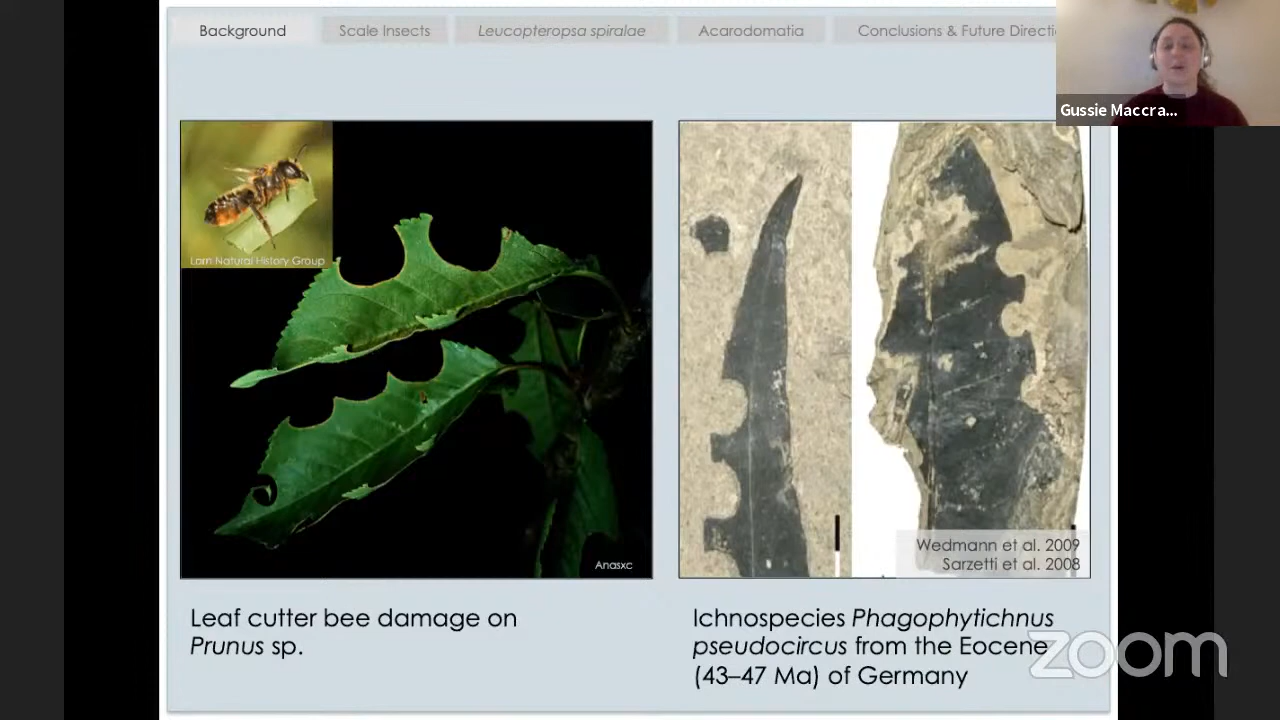 Background
Scale Insects
Leucopteropsa spiralae
Acarodomatia
Conclusions & Future Directi
Gussie Maccra...
Larn Natural History Group
Anasxc
Wedmann et al. 2009
Sarzetti et al. 2008
Leaf cutter bee damage on
Prunus sp.
Ichnospecies Phagophytichnus
pseudocircus from the Eocene
(43–47 Ma) of Germany
zoom